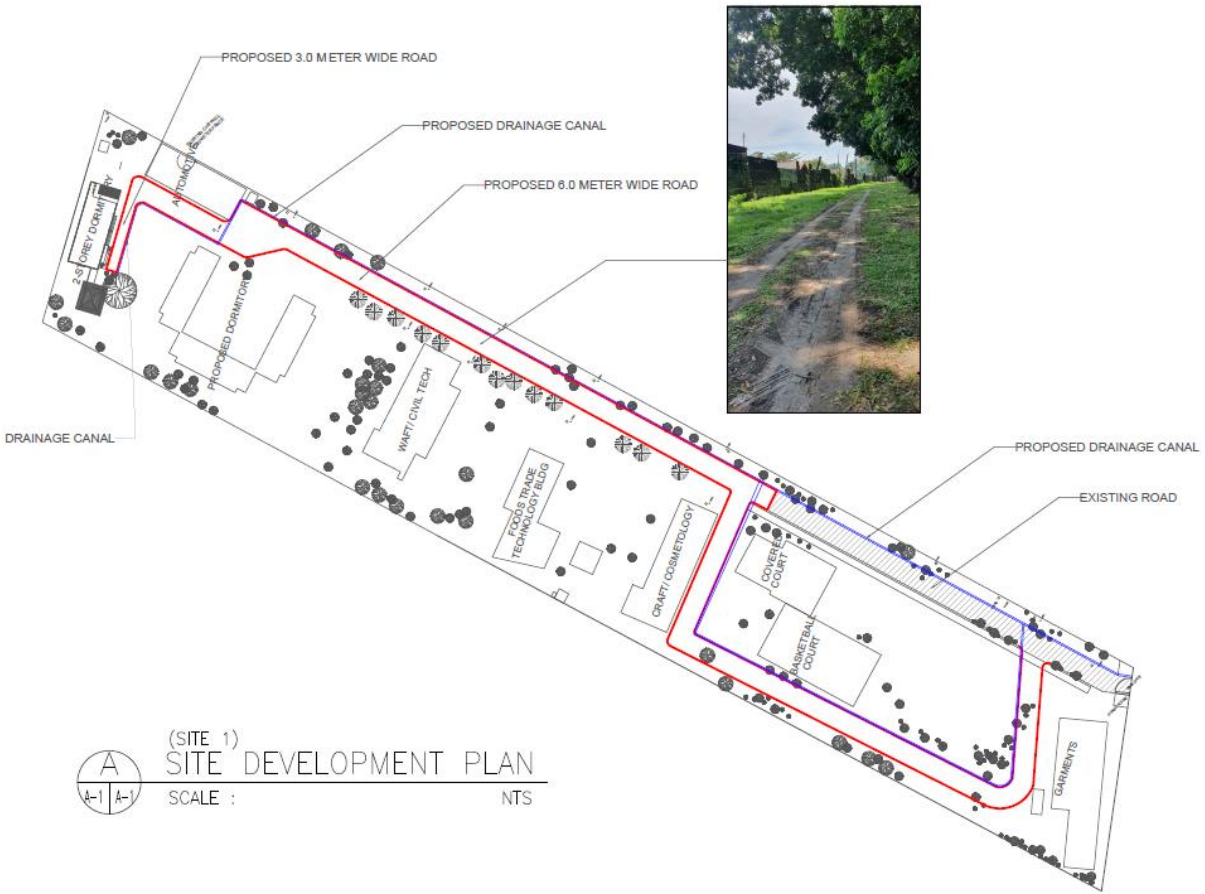 PROPOSED 3.0 METER WIDE ROAD
PROPOSED DRAINAGE CANAL
PROPOSED 6.0 METER WIDE ROAD
AUTOMOTIVE
2-STOREY DORMITORY
PROPOSED DORMITORY
DRAINAGE CANAL
WAFT/ CIVIL TECH
FOODS TRADE
TECHNOLOGY BLDG
CRAFT/ COSMETOLOGY
COVERED
COURT
BASKETBALL
COURT
PROPOSED DRAINAGE CANAL
EXISTING ROAD
GARMENTS
(SITE 1)
A
SITE DEVELOPMENT PLAN
A-1 A-1
SCALE : NTS